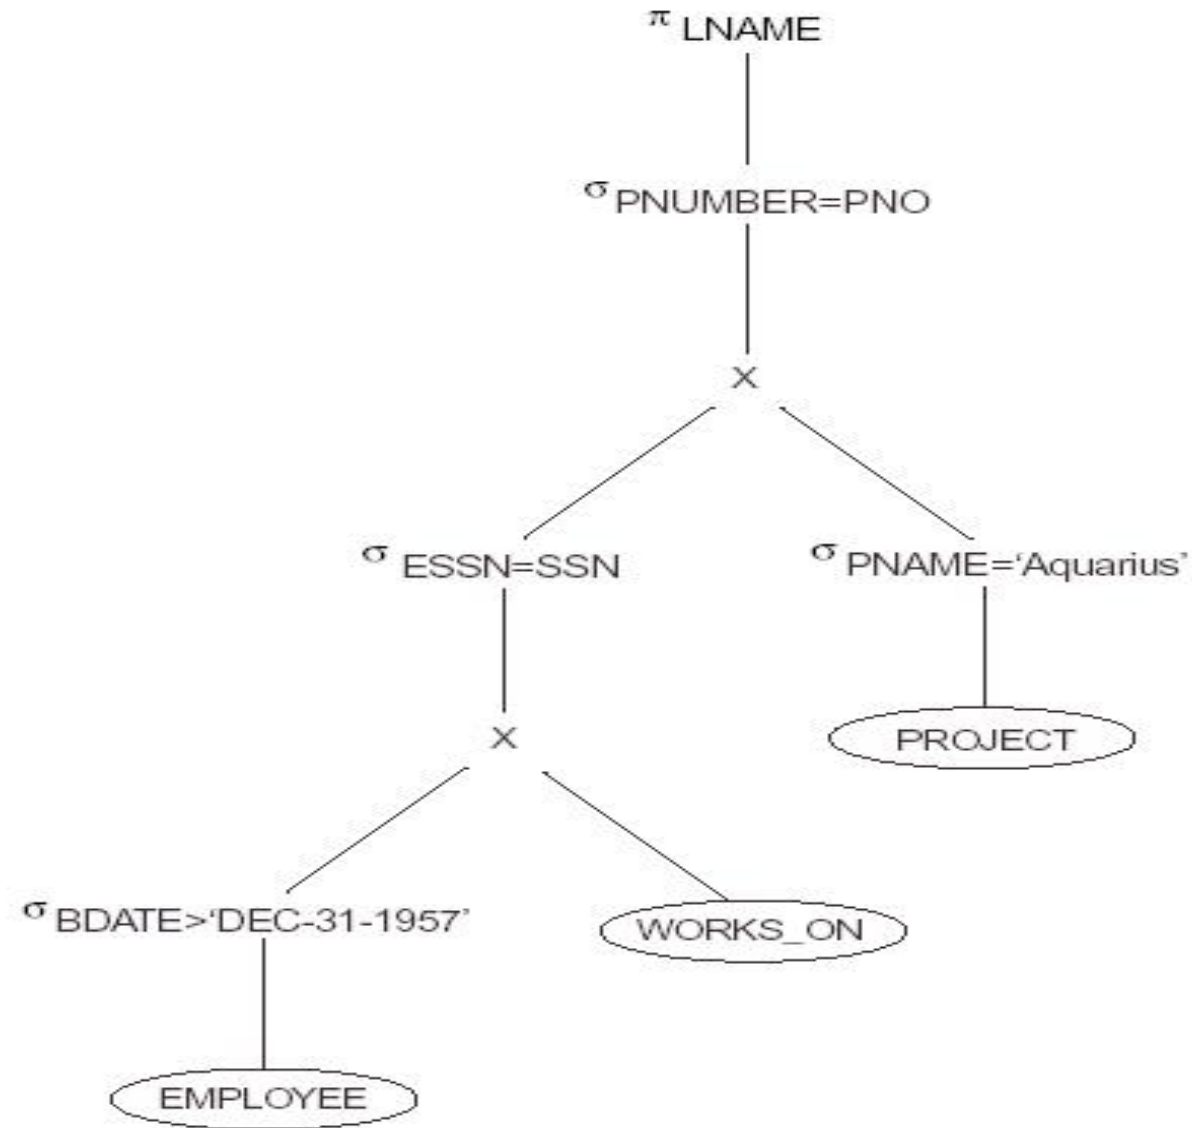 π LNAME
σ PNUMBER=PNO
X
σ ESSN=SSN
σ PNAME=‘Aquarius’
X
PROJECT
σ BDATE>‘DEC-31-1957’
WORKS_ON
EMPLOYEE